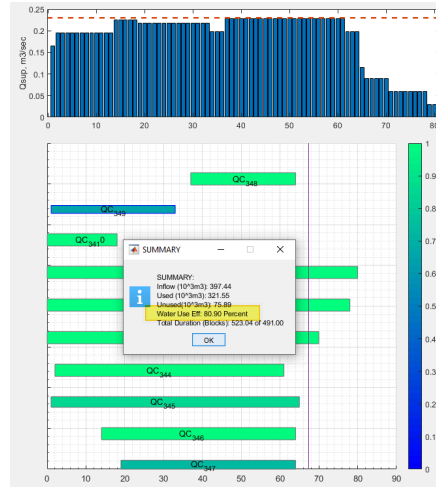 0.25
0.2
0.15
0.1
0.05
0
Qsup, m3/sec
0 10 20 30 40 50 60 70 80
QC348
QC349
QC3410
SUMMARY
SUMMARY:
Inflow (10^3m3): 397.44
Used (10^3m3): 321.55
Unused(10^3m3): 75.89
Water Use Eff: 80.90 Percent
Total Duration (Blocks): 523.04 of 491.00
OK
QC344
QC345
QC346
QC347
0 10 20 30 40 50 60 70 80 90
1
0.9
0.8
0.7
0.6
0.5
0.4
0.3
0.2
0.1
0